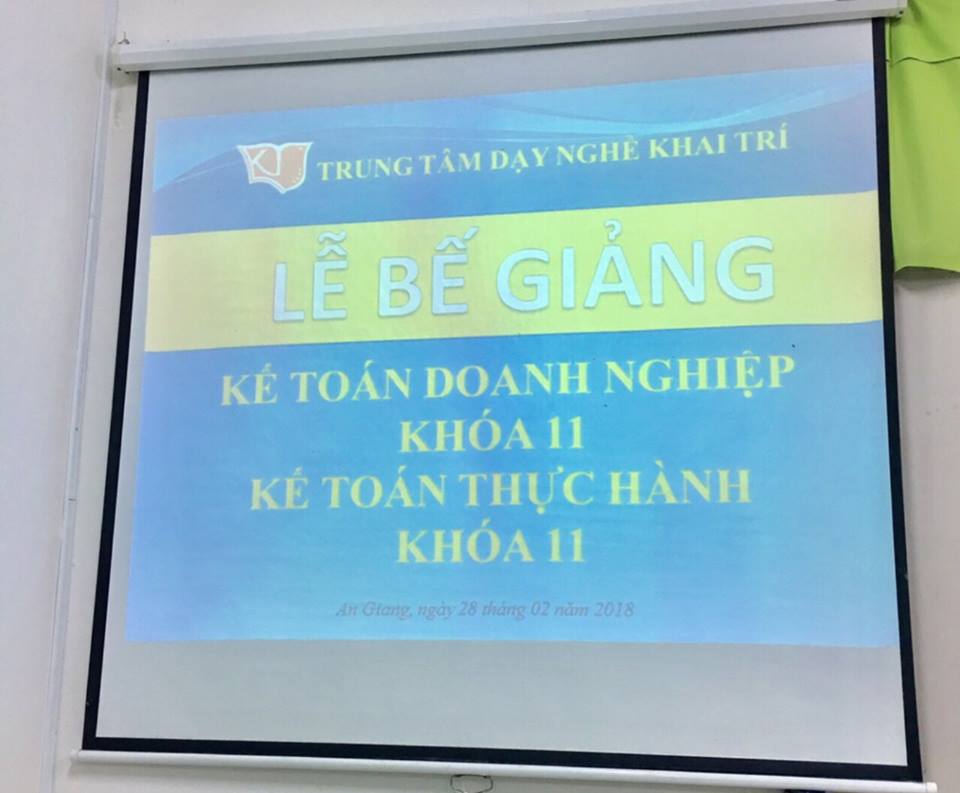 KT TRUNG TÂM DẠY NGHỀ KHAI TRÍ
LỄ BẾ GIẢNG
KẾ TOÁN DOANH NGHIỆP
KHÓA 11
KẾ TOÁN THỰC HÀNH
KHÓA 11
An Giang, ngày 28 tháng 02 năm 2018